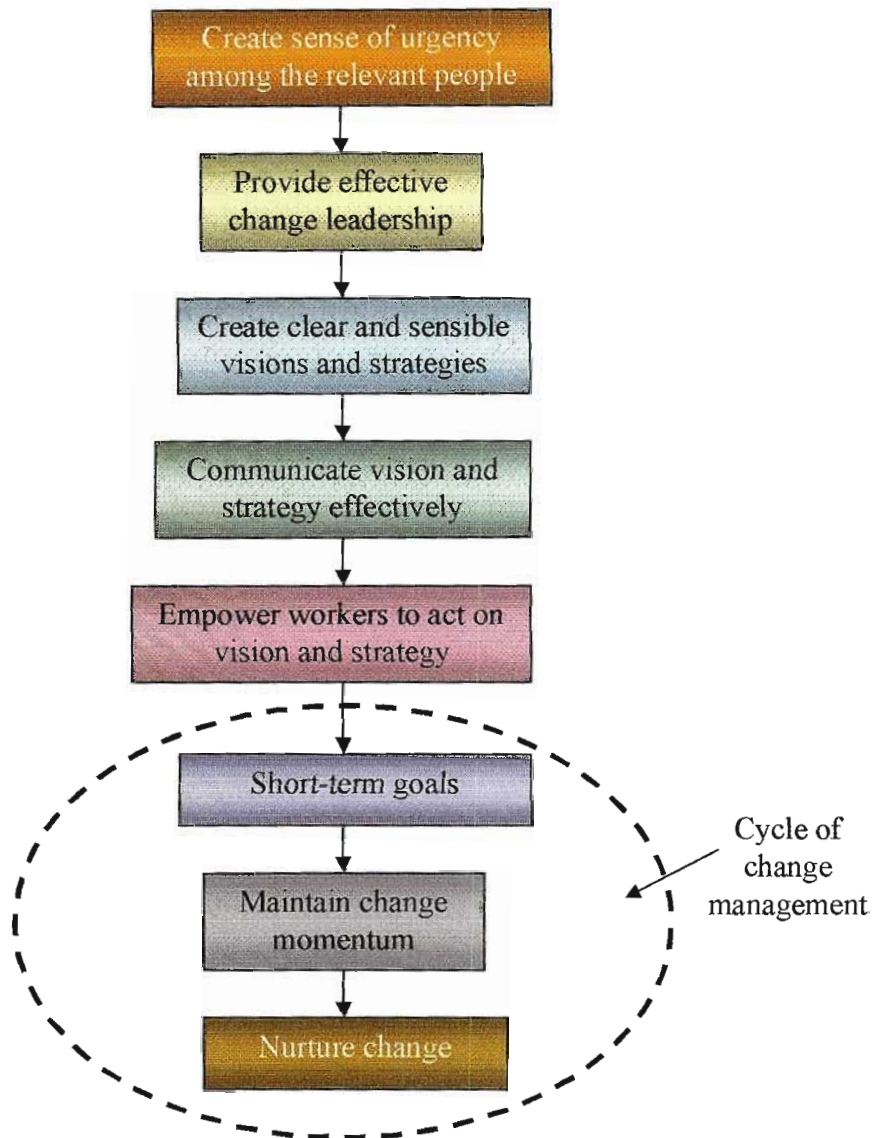 Create sense of urgency
among the relevant people
Provide effective
change leadership
Create clear and sensible
visions and strategies
Communicate vision and
strategy effectively
Empower workers to act on
vision and strategy
Short-term goals
Cycle of
change
management
Maintain change
momentum
Nurture change